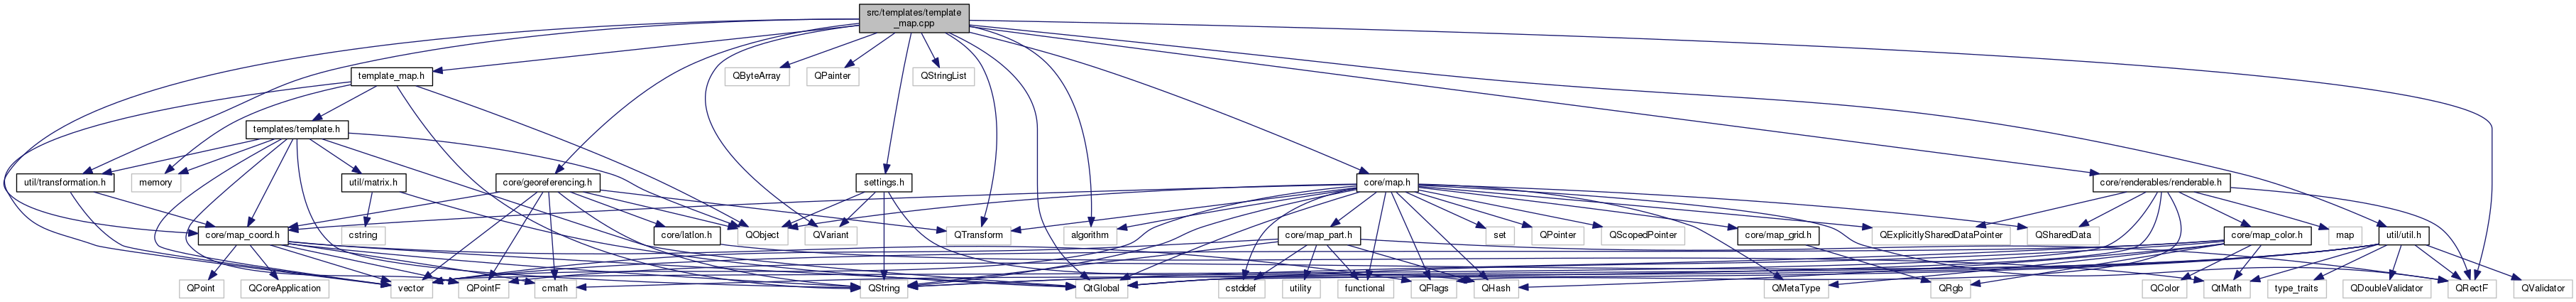 src/templates/template
_map.cpp
template_map.h
QByteArray
QPainter
QStringList
templates/template.h
util/transformation.h
memory
util/matrix.h
core/georeferencing.h
settings.h
core/map.h
core/renderables/renderable.h
core/map_coord.h
cstring
core/latlon.h
QObject
QVariant
QTransform
algorithm
core/map_part.h
set
QPointer
QScopedPointer
core/map_grid.h
QExplicitlySharedDataPointer
QSharedData
core/map_color.h
map
util/util.h
QPoint
QCoreApplication
vector
QPointF
cmath
QString
QtGlobal
cstddef
utility
functional
QFlags
QHash
QMetaType
QRgb
QColor
QtMath
type_traits
QDoubleValidator
QRectF
QValidator